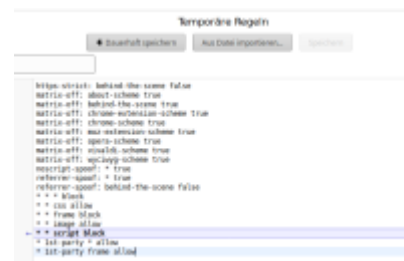 Temporäre Regeln
Dauerhaft speichern
Aus Datei importieren...
Speichern
https-strict: behind-the-scene false
matrix-off: about-scheme true
matrix-off: behind-the-scene true
matrix-off: chrome-extension-scheme true
matrix-off: chrome-scheme true
matrix-off: moz-extension-scheme true
matrix-off: opera-scheme true
matrix-off: vivaldi-scheme true
matrix-off: wyciwyg-scheme true
noscript-spoof: * true
referrer-spoof: * true
referrer-spoof: behind-the-scene false
* * * block
* * css allow
* * frame block
* * image allow
* * script block
* 1st-party * allow
* 1st-party frame allow